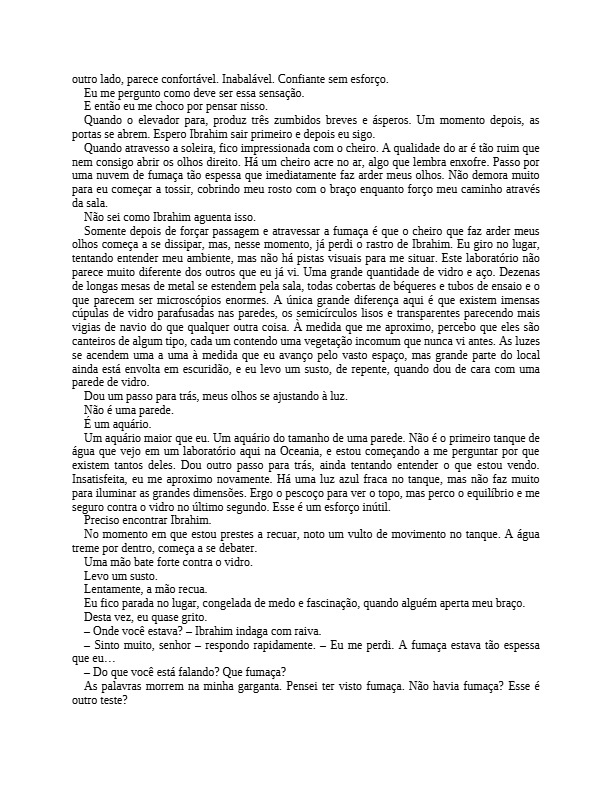 outro lado, parece confortável. Inabalável. Confiante sem esforço.
Eu me pergunto como deve ser essa sensação.
E então eu me choco por pensar nisso.
Quando o elevador para, produz três zumbidos breves e ásperos. Um momento depois, as
portas se abrem. Espero Ibrahim sair primeiro e depois eu sigo.
Quando atravesso a soleira, fico impressionada com o cheiro. A qualidade do ar é tão ruim que
nem consigo abrir os olhos direito. Há um cheiro acre no ar, algo que lembra enxofre. Passo por
uma nuvem de fumaça tão espessa que imediatamente faz arder meus olhos. Não demora muito
para eu começar a tossir, cobrindo meu rosto com o braço enquanto forço meu caminho através
da sala.
Não sei como Ibrahim aguenta isso.
Somente depois de forçar passagem e atravessar a fumaça é que o cheiro que faz arder meus
olhos começa a se dissipar, mas, nesse momento, já perdi o rastro de Ibrahim. Eu giro no lugar,
tentando entender meu ambiente, mas não há pistas visuais para me situar. Este laboratório não
parece muito diferente dos outros que eu já vi. Uma grande quantidade de vidro e aço. Dezenas
de longas mesas de metal se estendem pela sala, todas cobertas de béqueres e tubos de ensaio e o
que parecem ser microscópios enormes. A única grande diferença aqui é que existem imensas
cúpulas de vidro parafusadas nas paredes, os semicírculos lisos e transparentes parecendo mais
vigias de navio do que qualquer outra coisa. À medida que me aproximo, percebo que eles são
canteiros de algum tipo, cada um contendo uma vegetação incomum que nunca vi antes. As luzes
se acendem uma a uma à medida que eu avanço pelo vasto espaço, mas grande parte do local
ainda está envolta em escuridão, e eu levo um susto, de repente, quando dou de cara com uma
parede de vidro.
Dou um passo para trás, meus olhos se ajustando à luz.
Não é uma parede.
É um aquário.
Um aquário maior que eu. Um aquário do tamanho de uma parede. Não é o primeiro tanque de
água que vejo em um laboratório aqui na Oceania, e estou começando a me perguntar por que
existem tantos deles. Dou outro passo para trás, ainda tentando entender o que estou vendo.
Insatisfeita, eu me aproximo novamente. Há uma luz azul fraca no tanque, mas não faz muito
para iluminar as grandes dimensões. Ergo o pescoço para ver o topo, mas perco o equilíbrio e me
seguro contra o vidro no último segundo. Esse é um esforço inútil.
Preciso encontrar Ibrahim.
No momento em que estou prestes a recuar, noto um vulto de movimento no tanque. A água
treme por dentro, começa a se debater.
Uma mão bate forte contra o vidro.
Levo um susto.
Lentamente, a mão recua.
Eu fico parada no lugar, congelada de medo e fascinação, quando alguém aperta meu braço.
Desta vez, eu quase grito.
– Onde você estava? – Ibrahim indaga com raiva.
– Sinto muito, senhor – respondo rapidamente. – Eu me perdi. A fumaça estava tão espessa
que eu…
– Do que você está falando? Que fumaça?
As palavras morrem na minha garganta. Pensei ter visto fumaça. Não havia fumaça? Esse é
outro teste?